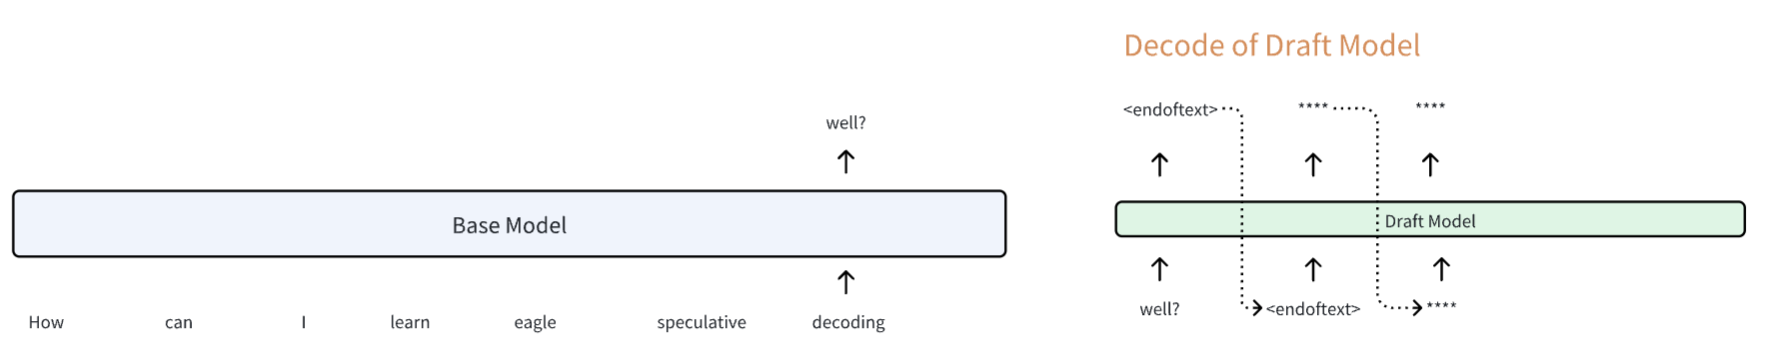 Decode of Draft Model
<endoftext> **** ****
well?
Base Model
Draft Model
How can I learn eagle speculative decoding
well? <endoftext> ****